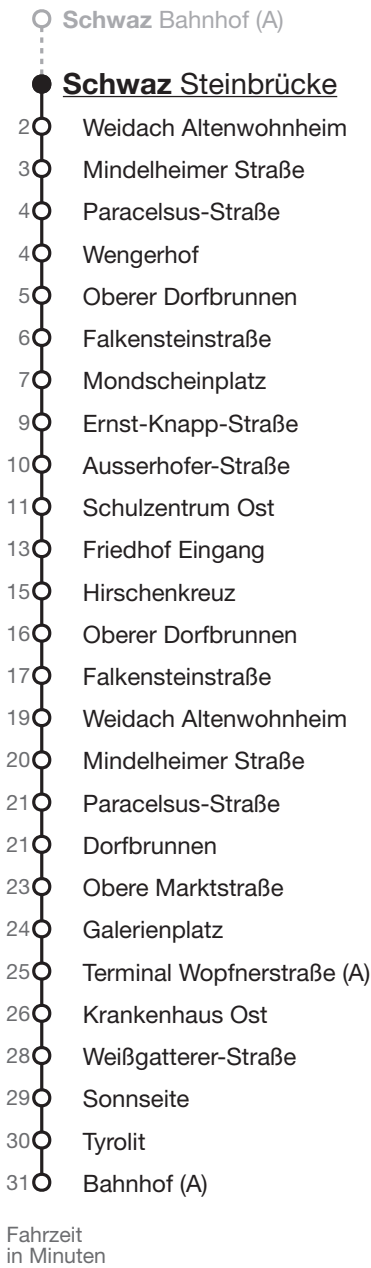 Schwaz Bahnhof (A)
Schwaz Steinbrücke
2 Weidach Altenwohnheim
3 Mindelheimer Straße
4 Paracelsus-Straße
4 Wengerhof
5 Oberer Dorfbrunnen
6 Falkensteinstraße
7 Mondscheinplatz
9 Ernst-Knapp-Straße
10 Ausserhofer-Straße
11 Schulzentrum Ost
13 Friedhof Eingang
15 Hirschenkreuz
16 Oberer Dorfbrunnen
17 Falkensteinstraße
19 Weidach Altenwohnheim
20 Mindelheimer Straße
21 Paracelsus-Straße
21 Dorfbrunnen
23 Obere Marktstraße
24 Galerienplatz
25 Terminal Wopfnerstraße (A)
26 Krankenhaus Ost
28 Weißgatterer-Straße
29 Sonnseite
30 Tyrolit
31 Bahnhof (A)
Fahrzeit
in Minuten